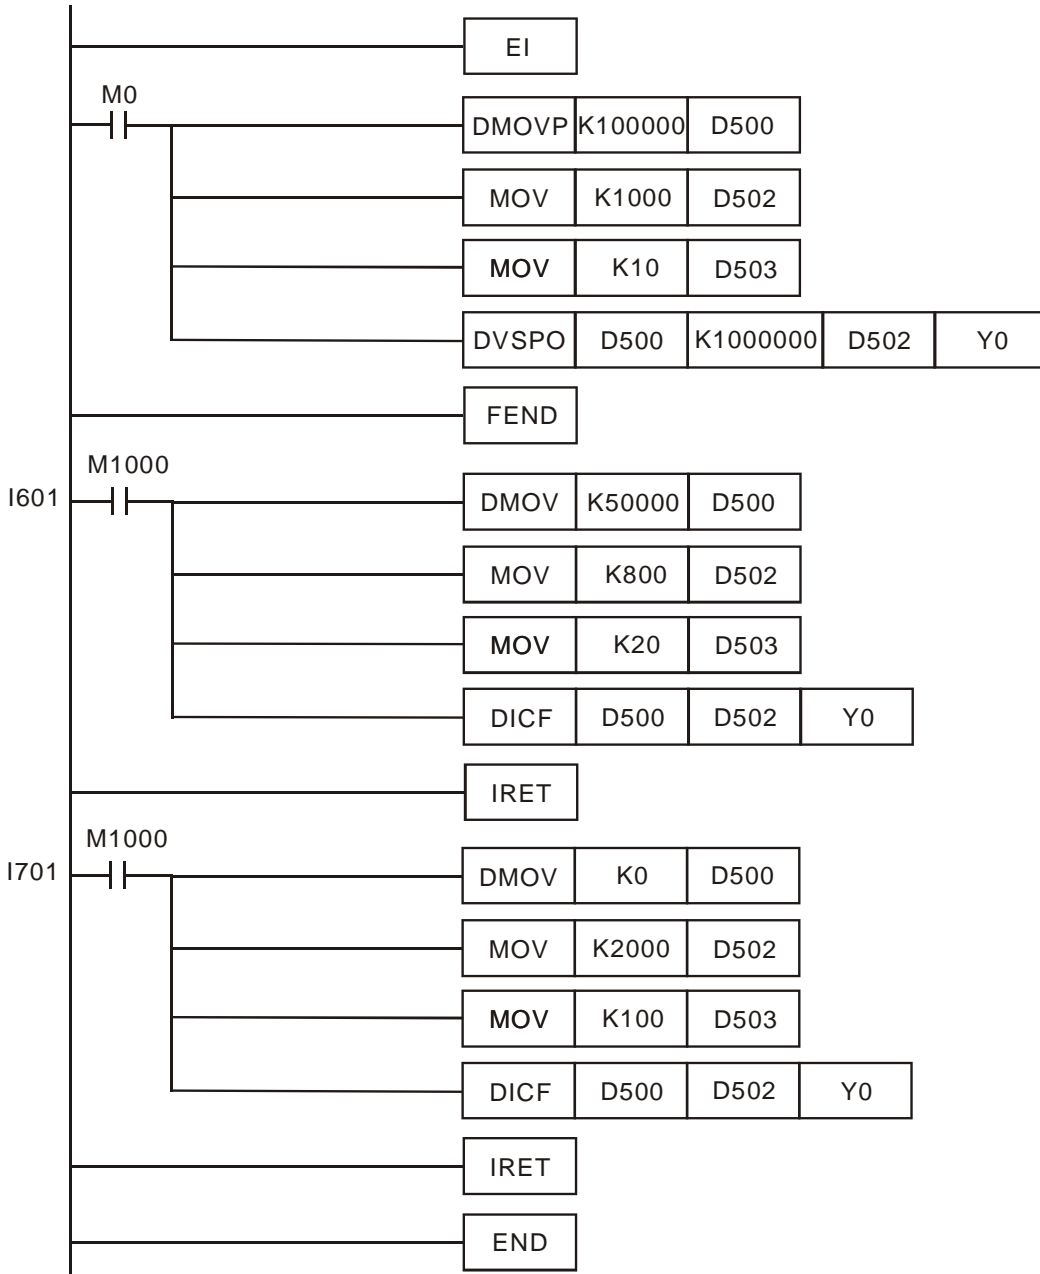 EI
M0
DMOVP K100000 D500
MOV K1000 D502
MOV K10 D503
DVSPO D500 K1000000 D502 Y0
FEND
M1000
I601
DMOV K50000 D500
MOV K800 D502
MOV K20 D503
DICF D500 D502 Y0
IRET
M1000
I701
DMOV K0 D500
MOV K2000 D502
MOV K100 D503
DICF D500 D502 Y0
IRET
END